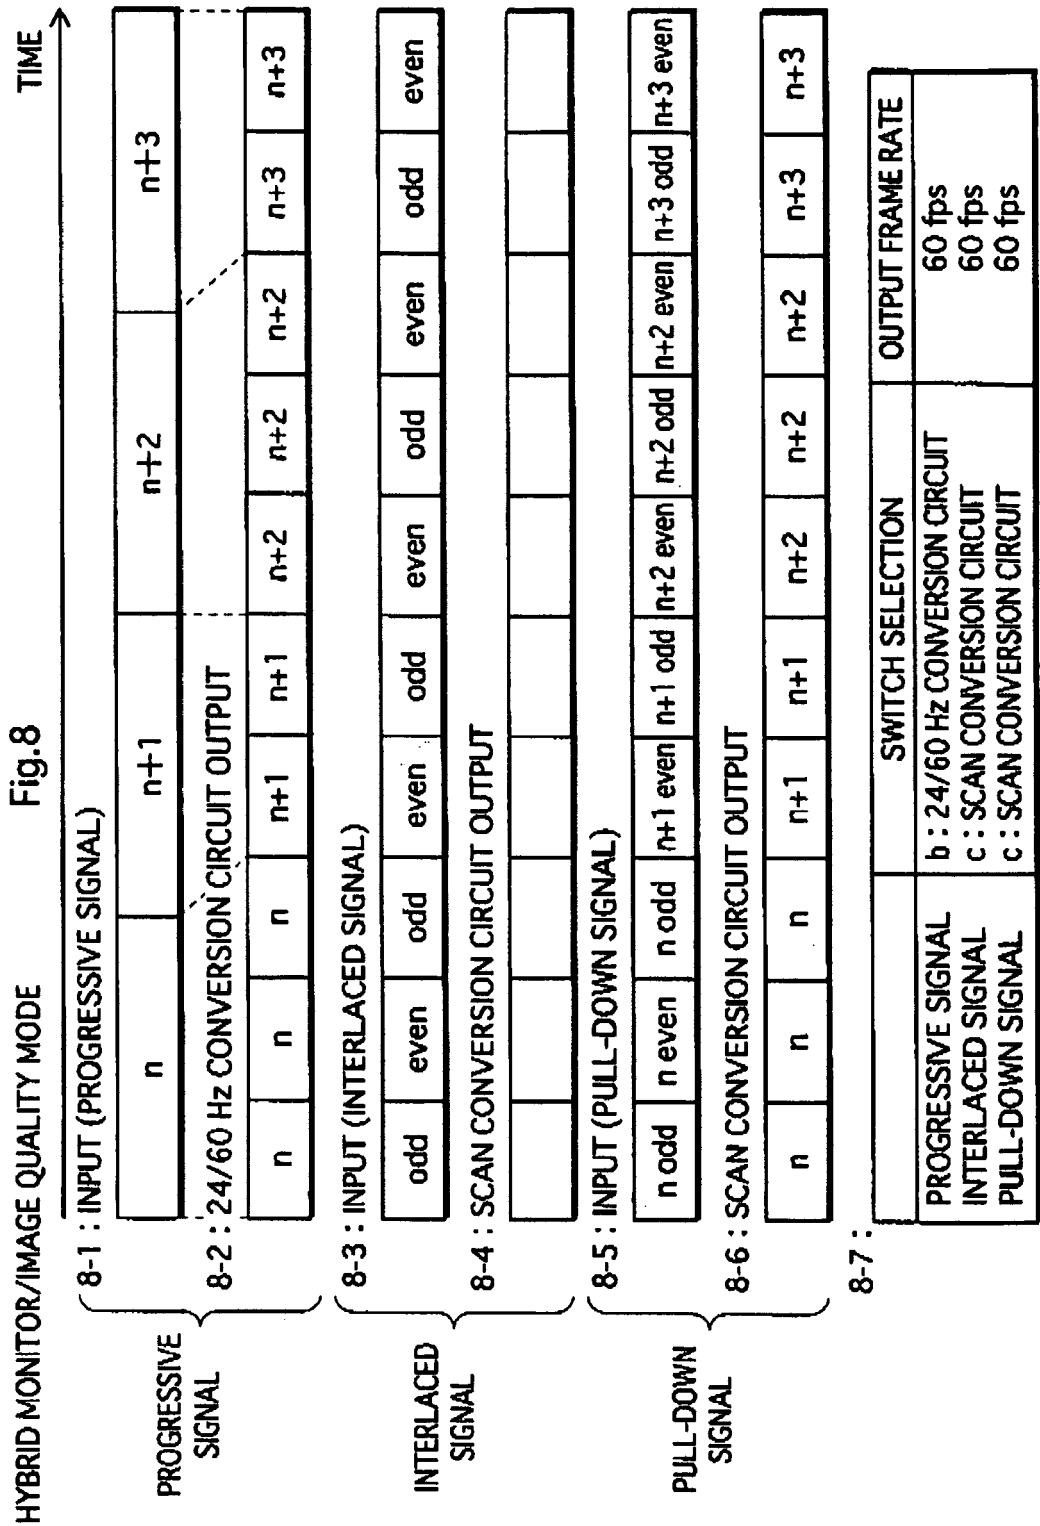 HYBRID MONITOR/IMAGE QUALITY MODE Fig.8 TIME
PROGRESSIVE SIGNAL
8-1 : INPUT (PROGRESSIVE SIGNAL)
n n+1 n+2 n+3
8-2 : 24/60 Hz CONVERSION CIRCUIT OUTPUT
n n n n+1 n+1 n+2 n+2 n+2 n+3 n+3
INTERLACED SIGNAL
8-3 : INPUT (INTERLACED SIGNAL)
odd even odd even odd even odd even odd even
8-4 : SCAN CONVERSION CIRCUIT OUTPUT
PULL-DOWN SIGNAL
8-5 : INPUT (PULL-DOWN SIGNAL)
n odd n even n odd n+1 even n+1 odd n+2 even n+2 odd n+2 even n+3 odd n+3 even
8-6 : SCAN CONVERSION CIRCUIT OUTPUT
n n n n+1 n+1 n+2 n+2 n+2 n+3 n+3
8-7 :
SWITCH SELECTION OUTPUT FRAME RATE
PROGRESSIVE SIGNAL b : 24/60 Hz CONVERSION CIRCUIT 60 fps
INTERLACED SIGNAL c : SCAN CONVERSION CIRCUIT 60 fps
PULL-DOWN SIGNAL c : SCAN CONVERSION CIRCUIT 60 fps